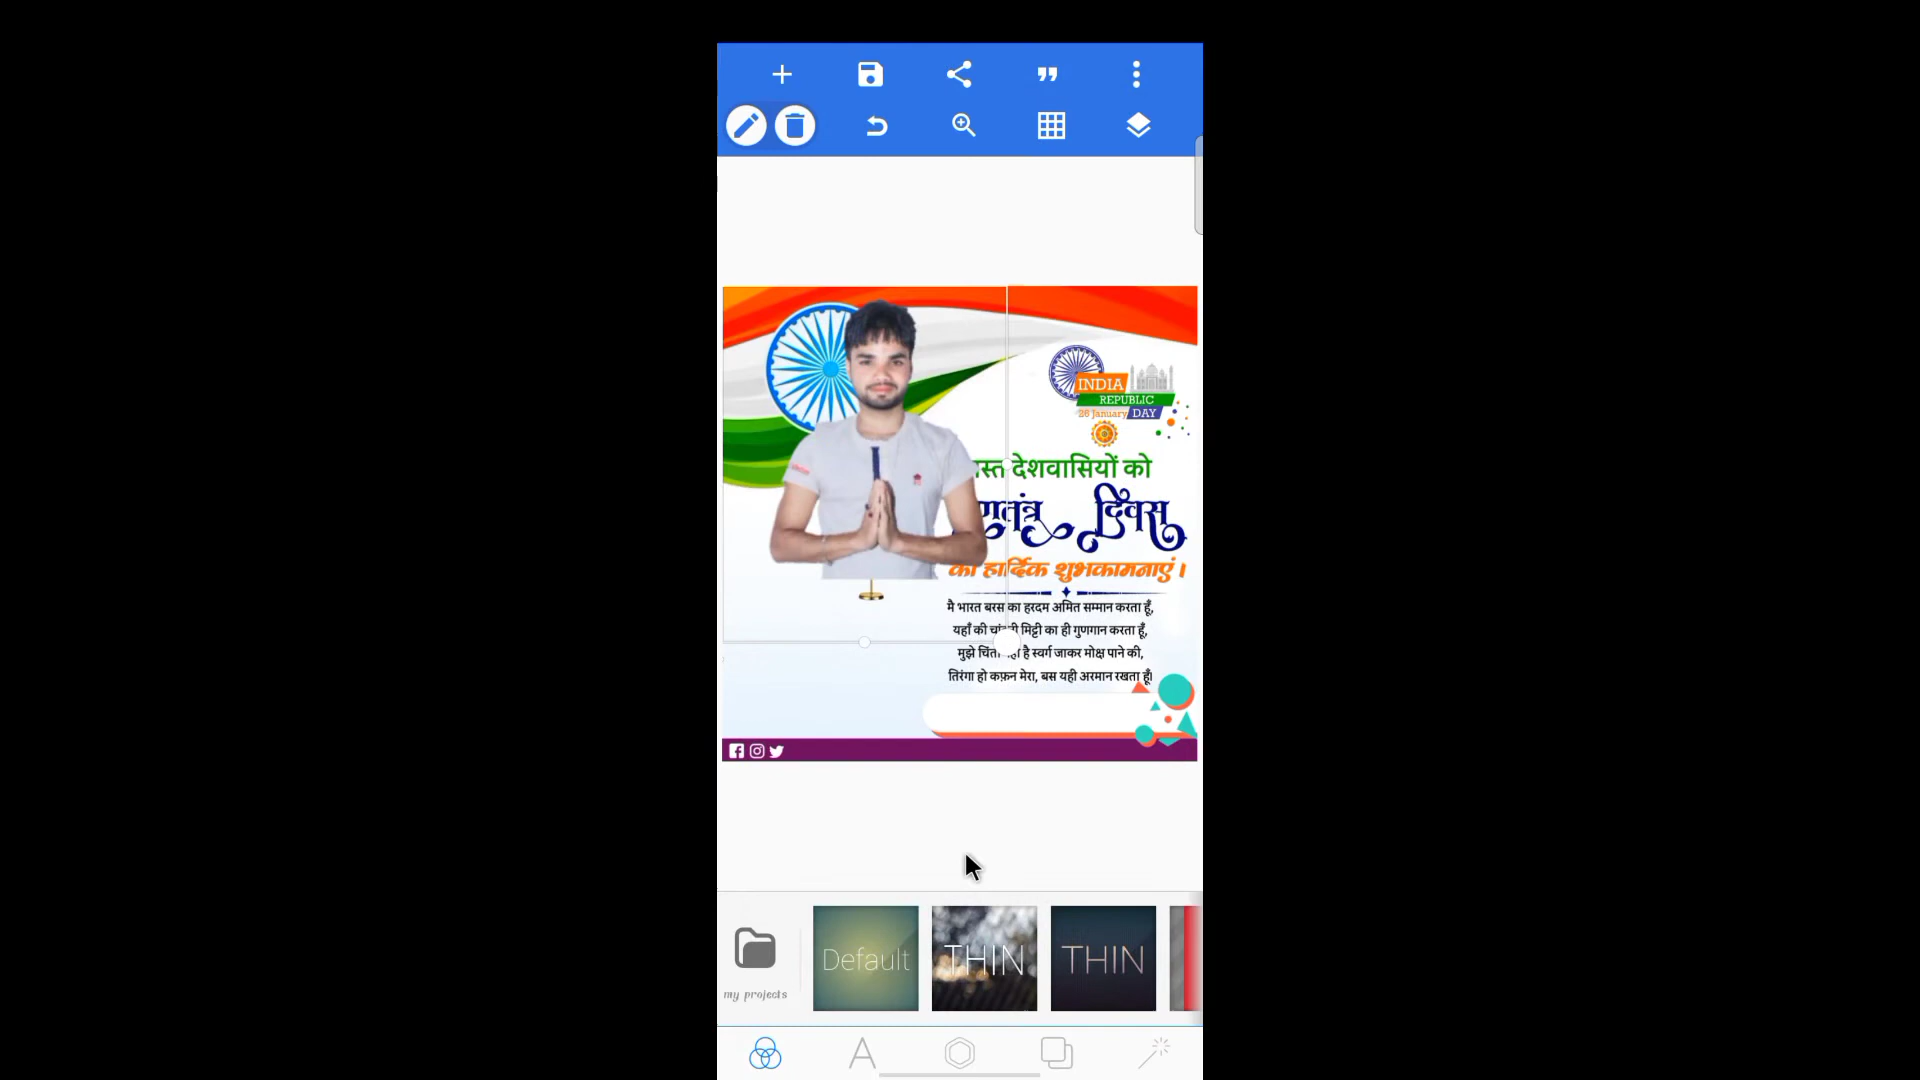 INDIA
REPUBLIC
26 January DAY
देशवासियों को
दिवस
हार्दिक शुभकामनाएं।
मै भारत बरस का हरदम अमित सम्मान करता हूँ,
यहाँ की मिट्टी का ही गुणगान करता हूँ,
मुझे है स्वर्ग जाकर मोक्ष पाने की,
तिरंगा हो कफ़न मेरा, बस यही अरमान रखता हूँ।
my projects
Default
THIN
THIN
A